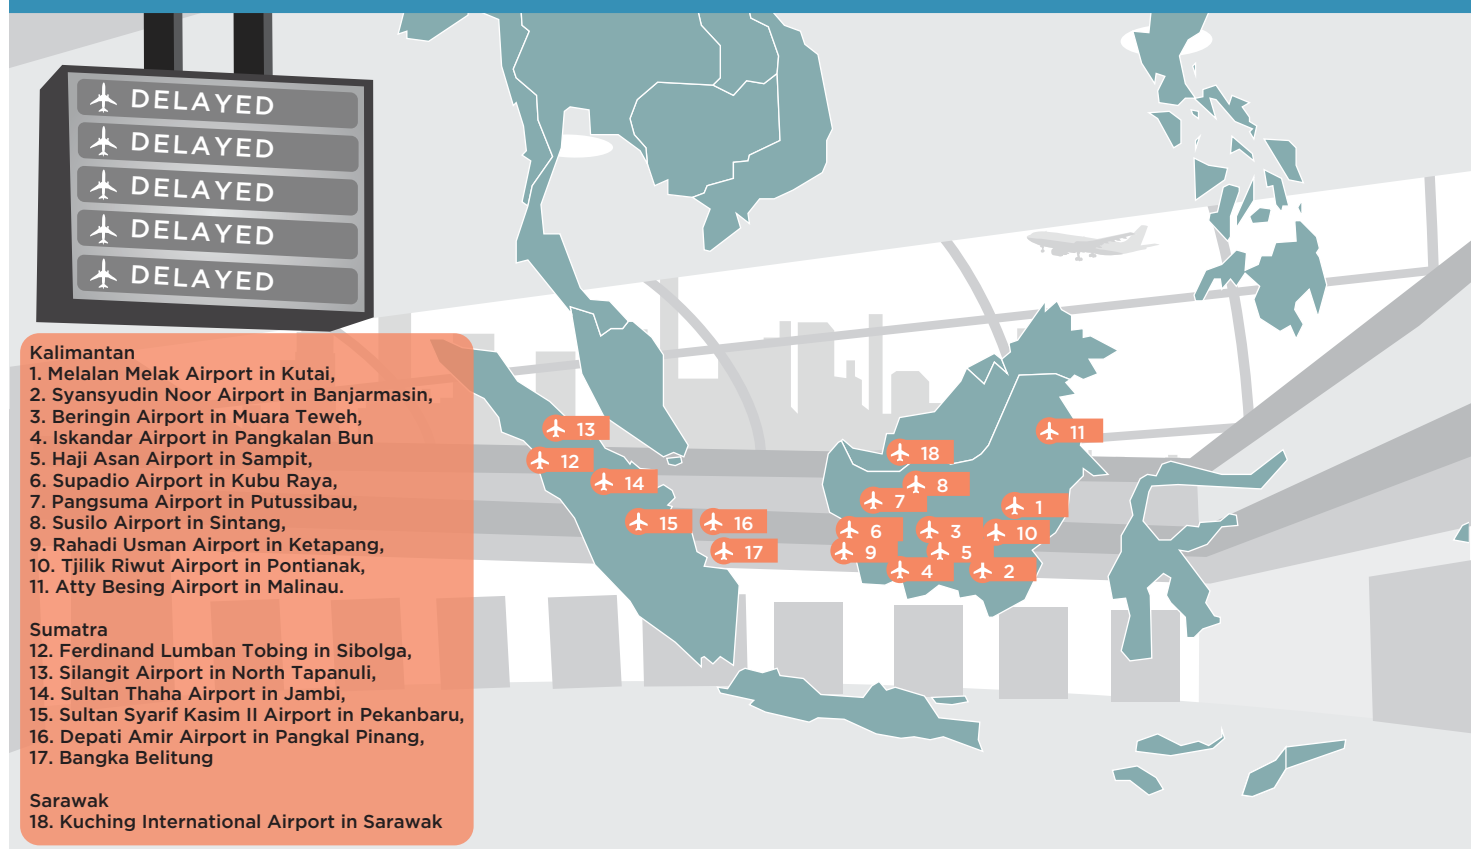 DELAYED
DELAYED
DELAYED
DELAYED
DELAYED
Kalimantan
1. Melalan Melak Airport in Kutai,
2. Syansyudin Noor Airport in Banjarmasin,
3. Beringin Airport in Muara Teweh,
4. Iskandar Airport in Pangkalan Bun
5. Haji Asan Airport in Sampit,
6. Supadio Airport in Kubu Raya,
7. Pangsuma Airport in Putussibau,
8. Susilo Airport in Sintang,
9. Rahadi Usman Airport in Ketapang,
10. Tjilik Riwut Airport in Pontianak,
11. Atty Besing Airport in Malinau.
Sumatra
12. Ferdinand Lumban Tobing in Sibolga,
13. Silangit Airport in North Tapanuli,
14. Sultan Thaha Airport in Jambi,
15. Sultan Syarif Kasim II Airport in Pekanbaru,
16. Depati Amir Airport in Pangkal Pinang,
17. Bangka Belitung
Sarawak
18. Kuching International Airport in Sarawak
13
12
14
15
16
17
11
18
8
7
1
6
3
10
9
5
4
2